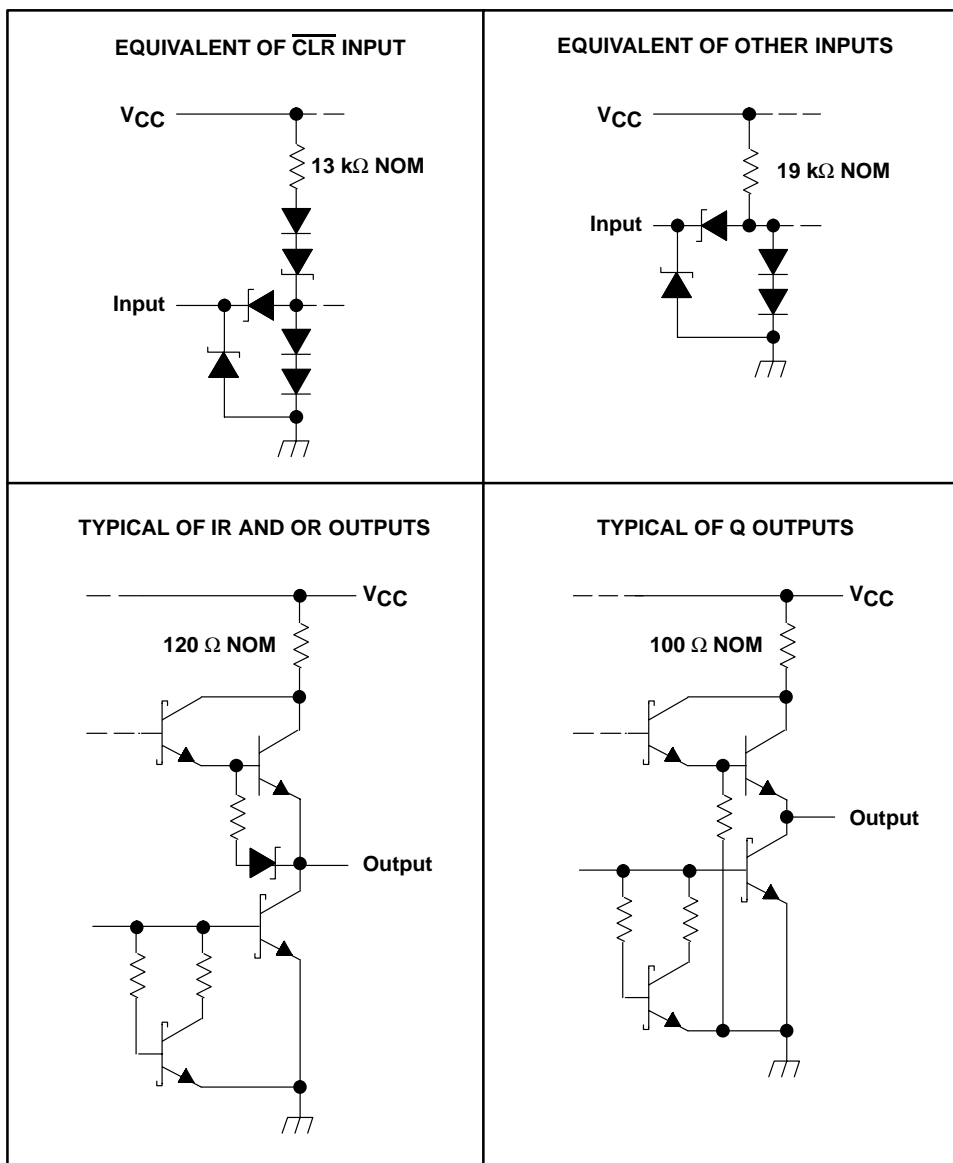 EQUIVALENT OF C̅L̅R̅ INPUT
VCC
13 kΩ NOM
Input
EQUIVALENT OF OTHER INPUTS
VCC
19 kΩ NOM
Input
TYPICAL OF IR AND OR OUTPUTS
VCC
120 Ω NOM
Output
TYPICAL OF Q OUTPUTS
VCC
100 Ω NOM
Output